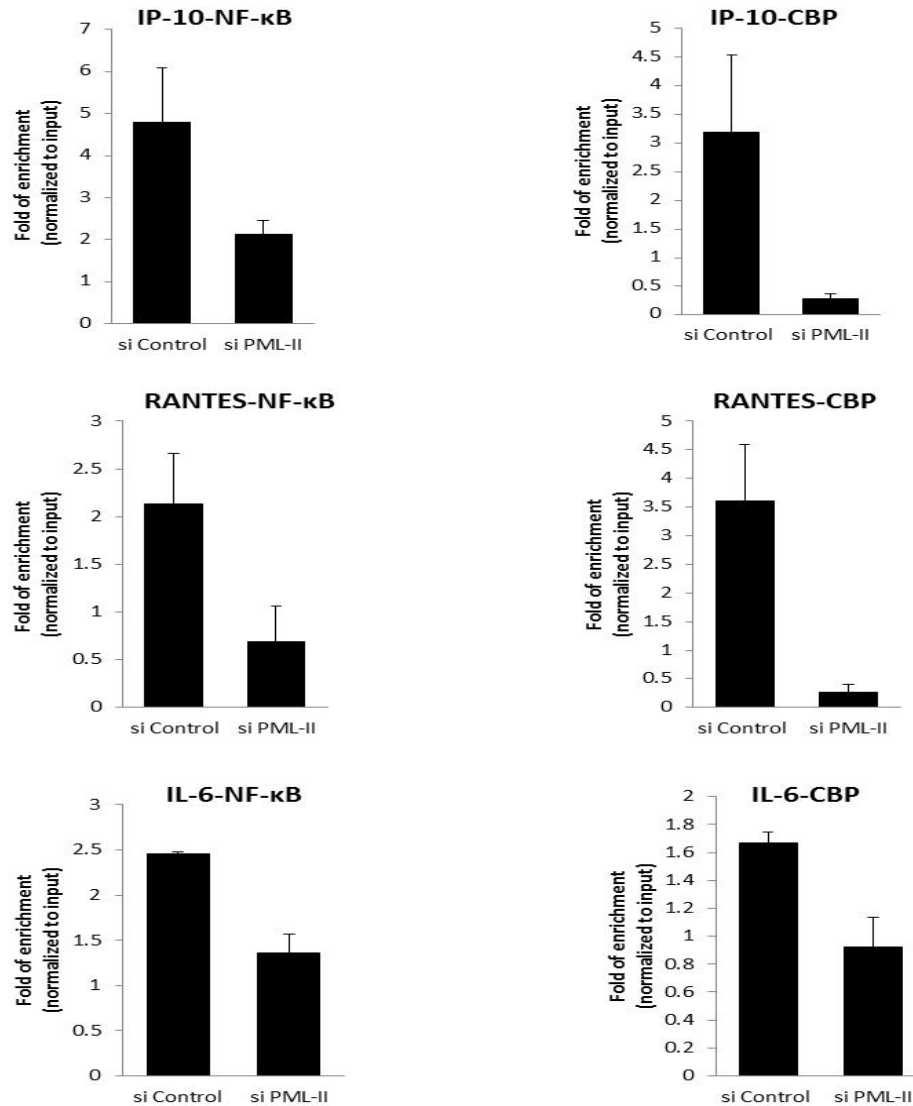 IP-10-NF-κB
Fold of enrichment
(normalized to input)
7
6
5
4
3
2
1
0
si Control si PML-II
IP-10-CBP
Fold of enrichment
(normalized to input)
5
4.5
4
3.5
3
2.5
2
1.5
1
0.5
0
si Control si PML-II
RANTES-NF-κB
Fold of enrichment
(normalized to input)
3
2.5
2
1.5
1
0.5
0
si Control si PML-II
RANTES-CBP
Fold of enrichment
(normalized to input)
5
4.5
4
3.5
3
2.5
2
1.5
1
0.5
0
si Control si PML-II
IL-6-NF-κB
Fold of enrichment
(normalized to input)
3
2.5
2
1.5
1
0.5
0
si Control si PML-II
IL-6-CBP
Fold of enrichment
(normalized to input)
2
1.8
1.6
1.4
1.2
1
0.8
0.6
0.4
0.2
0
si Control si PML-II